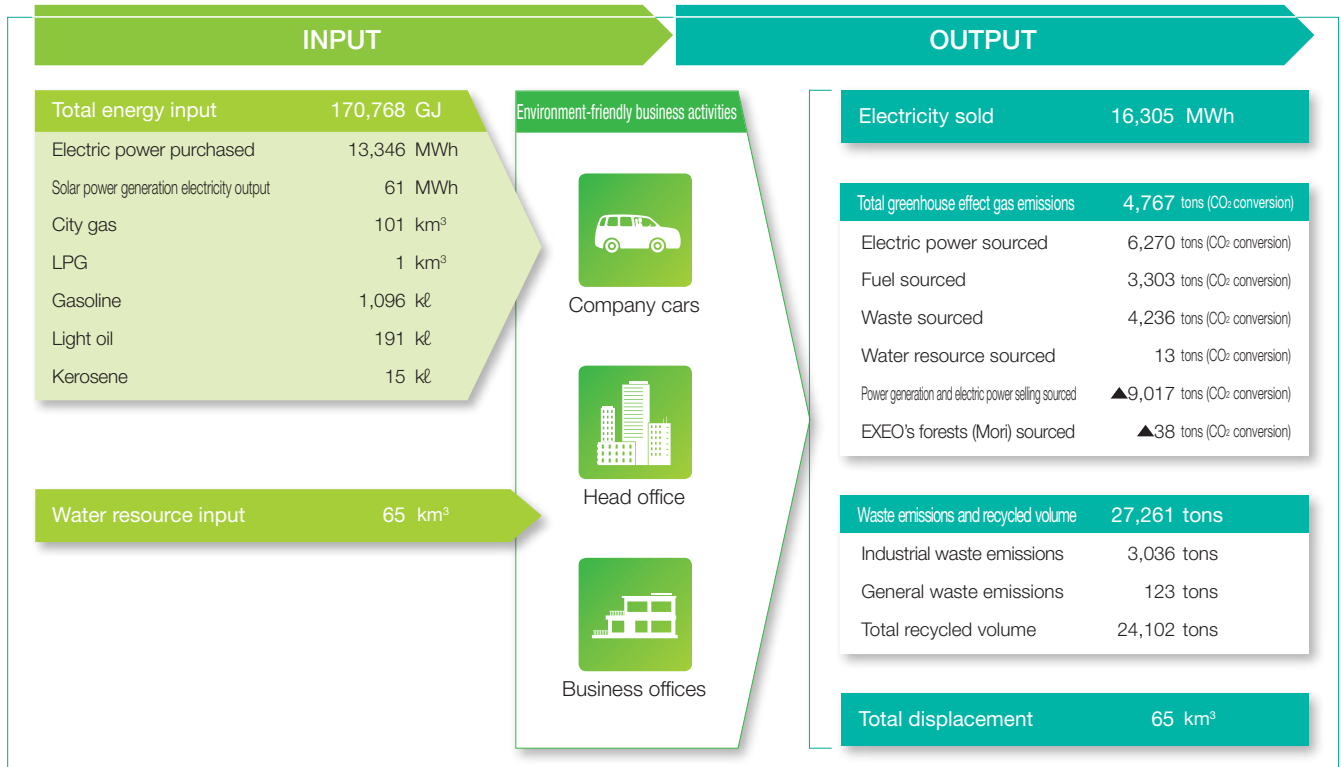 INPUT
OUTPUT
Total energy input 170,768 GJ
Electric power purchased 13,346 MWh
Solar power generation electricity output 61 MWh
City gas 101 km³
LPG 1 km³
Gasoline 1,096 kℓ
Light oil 191 kℓ
Kerosene 15 kℓ
Water resource input 65 km³
Environment-friendly business activities
Company cars
Head office
Business offices
Electricity sold 16,305 MWh
Total greenhouse effect gas emissions 4,767 tons (CO₂ conversion)
Electric power sourced 6,270 tons (CO₂ conversion)
Fuel sourced 3,303 tons (CO₂ conversion)
Waste sourced 4,236 tons (CO₂ conversion)
Water resource sourced 13 tons (CO₂ conversion)
Power generation and electric power selling sourced ▲9,017 tons (CO₂ conversion)
EXEO's forests (Mori) sourced ▲38 tons (CO₂ conversion)
Waste emissions and recycled volume 27,261 tons
Industrial waste emissions 3,036 tons
General waste emissions 123 tons
Total recycled volume 24,102 tons
Total displacement 65 km³